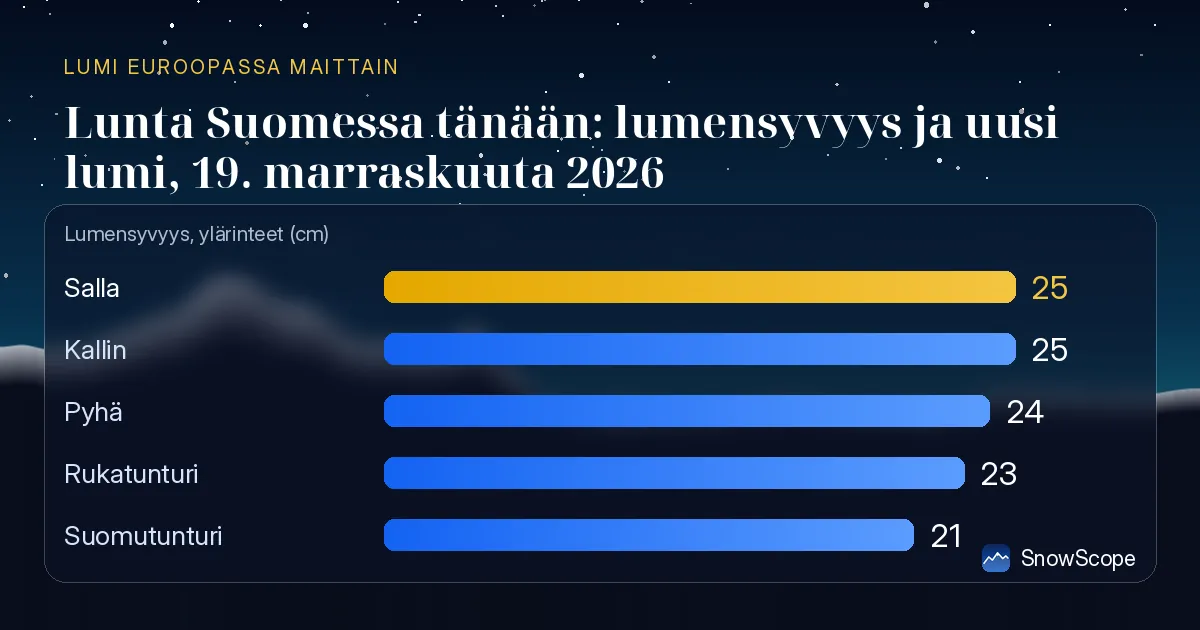 LUMI EUROOPASSA MAITTAIN
Lunta Suomessa tänään: lumensyvyys ja uusi
lumi, 19. marraskuuta 2026
Lumensyvyys, ylärinteet (cm)
Salla 25
Kallin 25
Pyhä 24
Rukatunturi 23
Suomutunturi 21
SnowScope